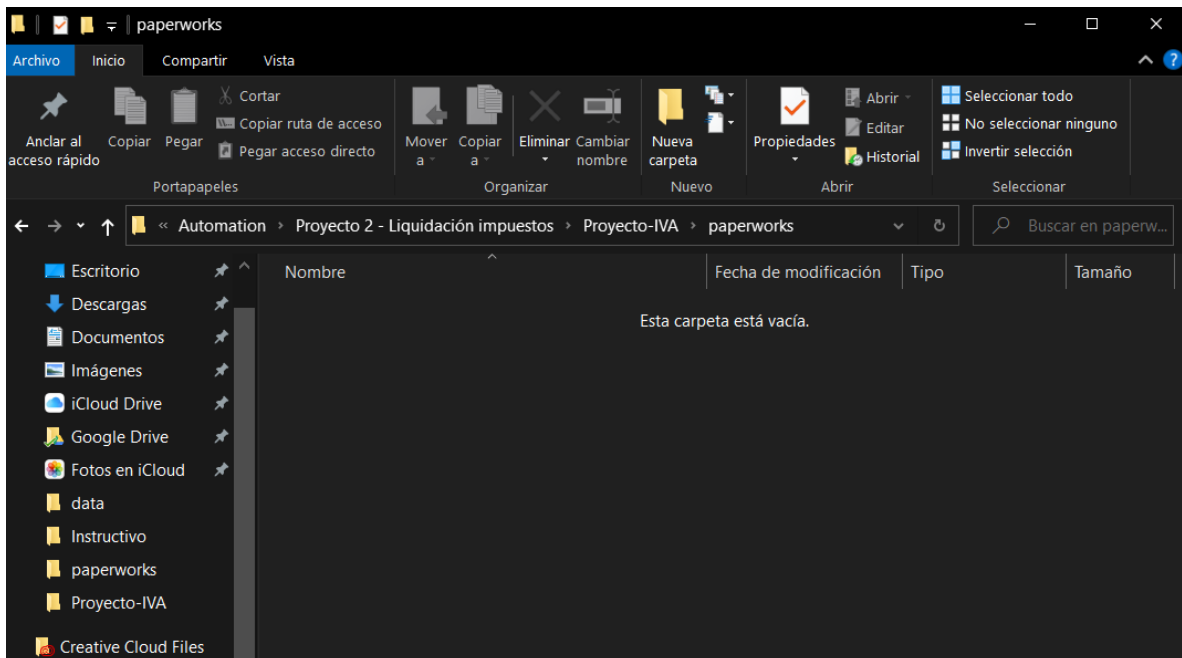 paperworks
Archivo Inicio Compartir Vista
Anclar al acceso rápido
Copiar
Pegar
Cortar
Copiar ruta de acceso
Pegar acceso directo
Portapapeles
Mover a
Copiar a
Eliminar
Cambiar nombre
Organizar
Nueva carpeta
Nuevo
Propiedades
Abrir
Editar
Historial
Abrir
Seleccionar todo
No seleccionar ninguno
Invertir selección
Seleccionar
« Automation > Proyecto 2 - Liquidación impuestos > Proyecto-IVA > paperworks
Buscar en paperw...
Nombre Fecha de modificación Tipo Tamaño
Esta carpeta está vacía.
Escritorio
Descargas
Documentos
Imágenes
iCloud Drive
Google Drive
Fotos en iCloud
data
Instructivo
paperworks
Proyecto-IVA
Creative Cloud Files